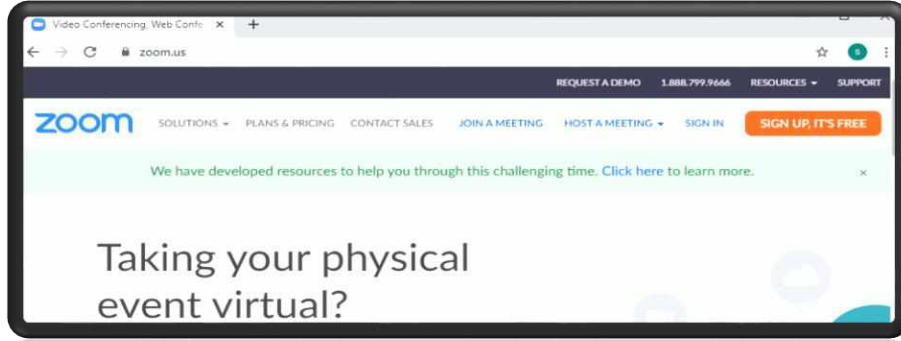 Video Conferencing, Web Confe
zoom.us
S
REQUEST A DEMO 1.888.799.9666 RESOURCES SUPPORT
zoom SOLUTIONS PLANS & PRICING CONTACT SALES JOIN A MEETING HOST A MEETING SIGN IN SIGN UP, IT'S FREE
We have developed resources to help you through this challenging time. Click here to learn more.
Taking your physical
event virtual?